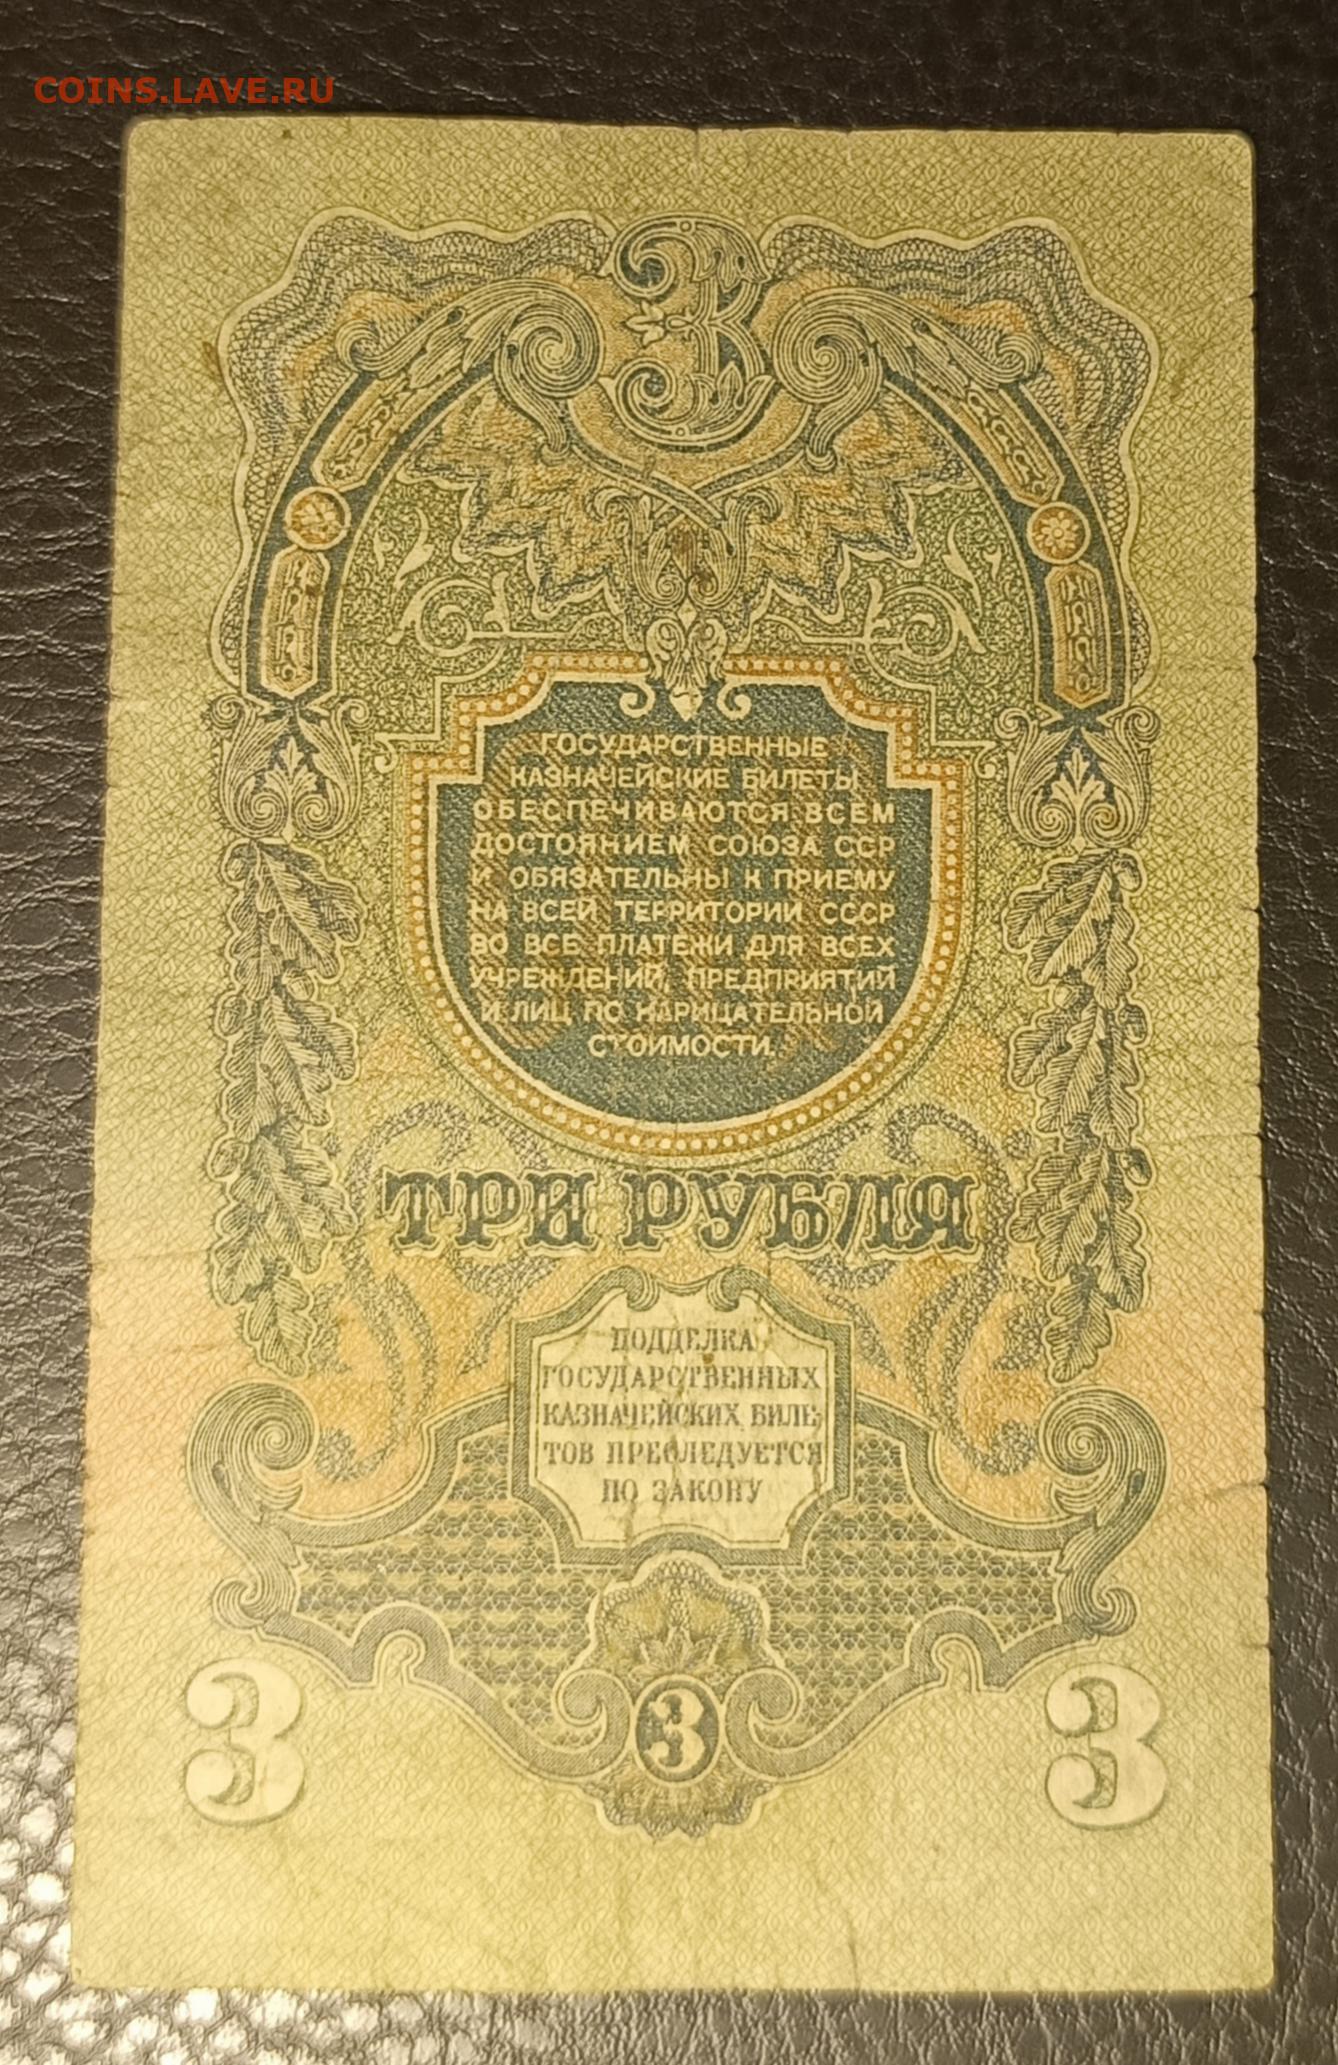 COINS.LAVE.RU
3
ГОСУДАРСТВЕННЫЕ
КАЗНАЧЕЙСКИЕ БИЛЕТЫ
ОБЕСПЕЧИВАЮТСЯ ВСЕМ
ДОСТОЯНИЕМ СОЮЗА ССР
И ОБЯЗАТЕЛЬНЫ К ПРИЕМУ
НА ВСЕЙ ТЕРРИТОРИИ СССР
ВО ВСЕ ПЛАТЕЖИ ДЛЯ ВСЕХ
УЧРЕЖДЕНИЙ, ПРЕДПРИЯТИЙ
И ЛИЦ ПО НАРИЦАТЕЛЬНОЙ
СТОИМОСТИ.
ТРИ РУБЛЯ
ПОДДЕЛКА
ГОСУДАРСТВЕННЫХ
КАЗНАЧЕЙСКИХ БИЛЕ-
ТОВ ПРЕСЛЕДУЕТСЯ
ПО ЗАКОНУ
3 3 3